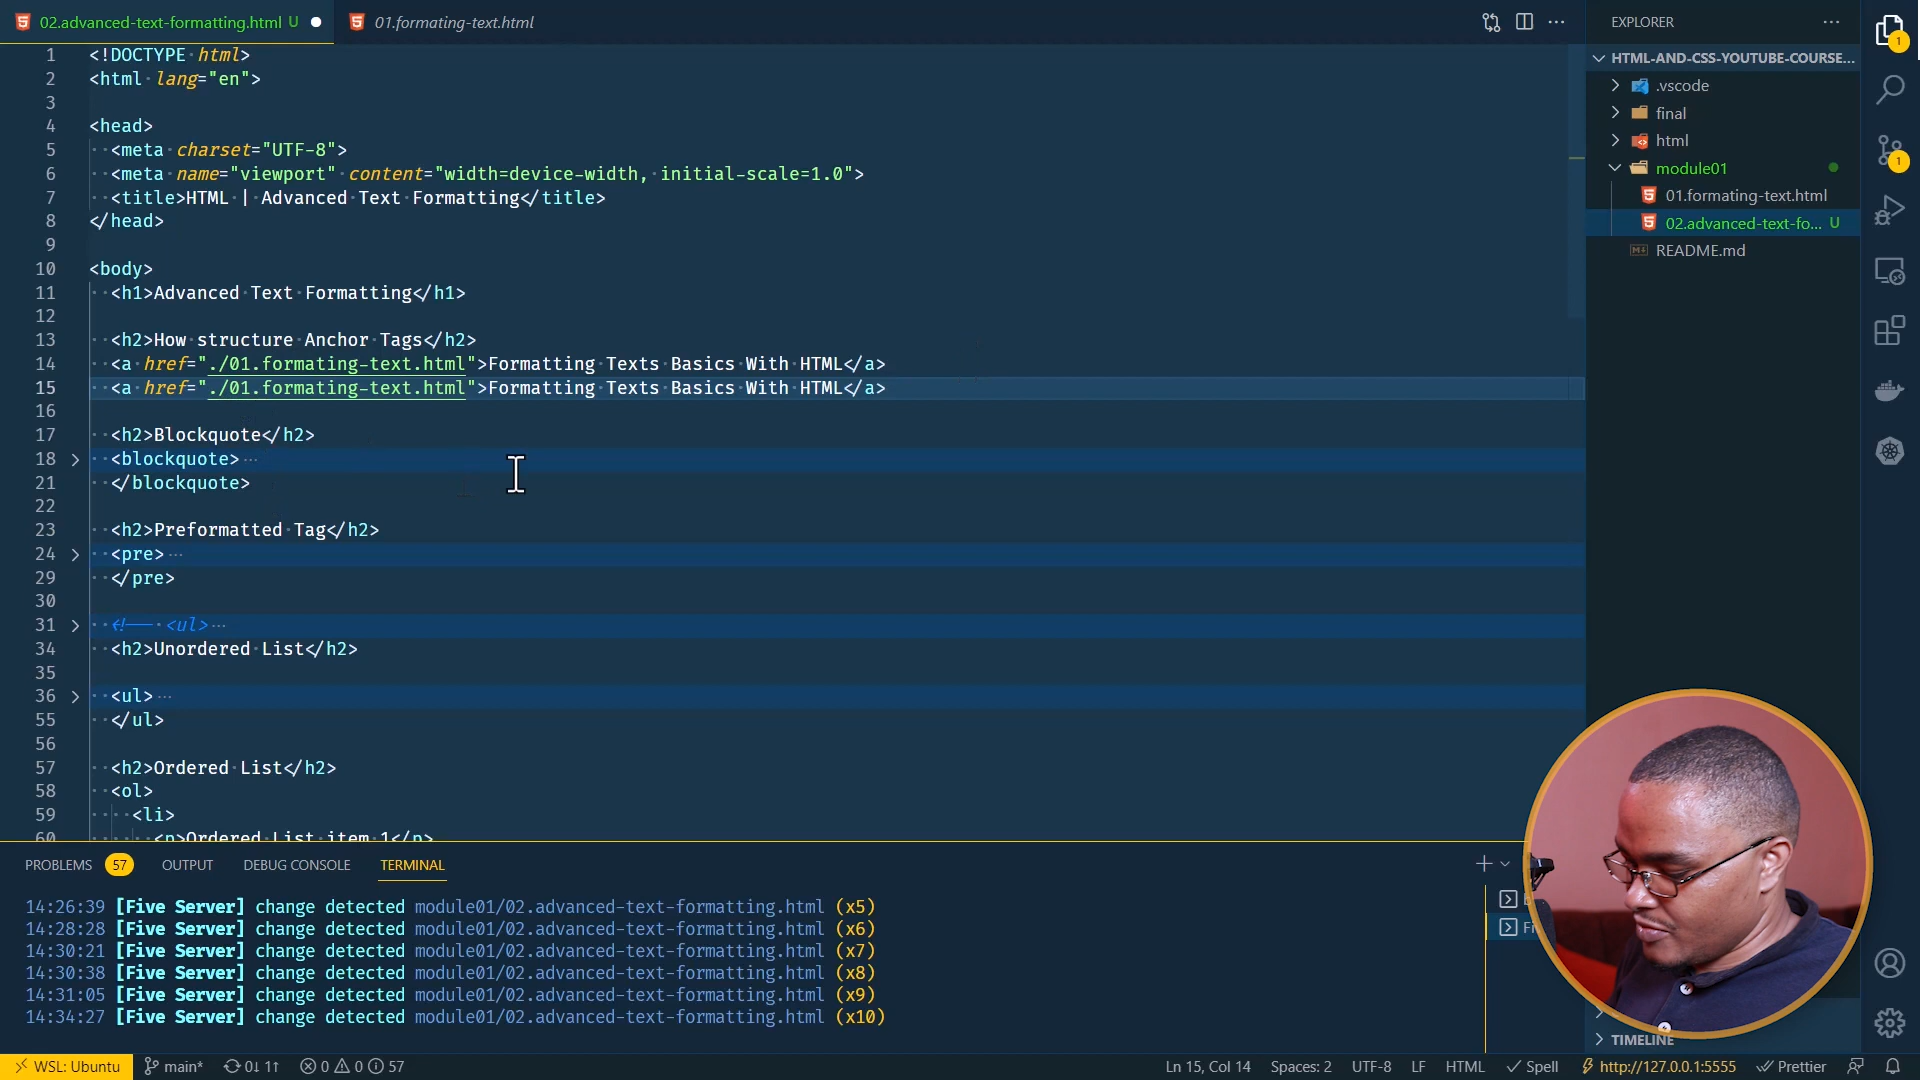 02.advanced-text-formatting.html U
01.formating-text.html
EXPLORER
1 <!DOCTYPE html>
2 <html lang="en">
3
4 <head>
5 <meta charset="UTF-8">
6 <meta name="viewport" content="width=device-width, initial-scale=1.0">
7 <title>HTML | Advanced Text Formatting</title>
8 </head>
9
10 <body>
11 <h1>Advanced Text Formatting</h1>
12
13 <h2>How structure Anchor Tags</h2>
14 <a href="./01.formating-text.html">Formatting Texts Basics With HTML</a>
15 <a href="./01.formating-text.html">Formatting Texts Basics With HTML</a>
16
17 <h2>Blockquote</h2>
18 <blockquote> ...
21 </blockquote>
22
23 <h2>Preformatted Tag</h2>
24 <pre> ...
29 </pre>
30
31 <!-- <ul> ...
34 <h2>Unordered List</h2>
35
36 <ul> ...
55 </ul>
56
57 <h2>Ordered List</h2>
58 <ol>
59 <li>
60 <p>Ordered List item 1</p>
HTML-AND-CSS-YOUTUBE-COURSE...
.vscode
final
html
module01
01.formating-text.html
02.advanced-text-fo... U
README.md
1
1
PROBLEMS 57 OUTPUT DEBUG CONSOLE TERMINAL
14:26:39 [Five Server] change detected module01/02.advanced-text-formatting.html (x5)
14:28:28 [Five Server] change detected module01/02.advanced-text-formatting.html (x6)
14:30:21 [Five Server] change detected module01/02.advanced-text-formatting.html (x7)
14:30:38 [Five Server] change detected module01/02.advanced-text-formatting.html (x8)
14:31:05 [Five Server] change detected module01/02.advanced-text-formatting.html (x9)
14:34:27 [Five Server] change detected module01/02.advanced-text-formatting.html (x10)
TIMELINE
WSL: Ubuntu main* 0↓ 1↑ 0 0 57
Ln 15, Col 14 Spaces: 2 UTF-8 LF HTML Spell http://127.0.0.1:5555 Prettier